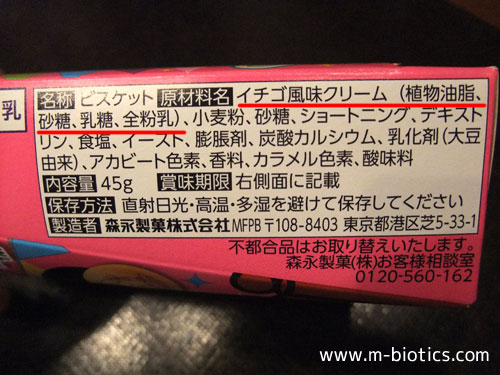 乳
名称 ビスケット 原材料名 イチゴ風味クリーム(植物油脂、
砂糖、乳糖、全粉乳)、小麦粉、砂糖、ショートニング、デキスト
リン、食塩、イースト、膨脹剤、炭酸カルシウム、乳化剤(大豆
由来)、アカビート色素、香料、カラメル色素、酸味料
内容量 45g 賞味期限 右側面に記載
保存方法 直射日光・高温・多湿を避けて保存してください
製造者 森永製菓株式会社 MFPB 〒108-8403 東京都港区芝5-33-1
不都合品はお取り替えいたします。
森永製菓(株)お客様相談室
0120-560-162
www.m-biotics.com